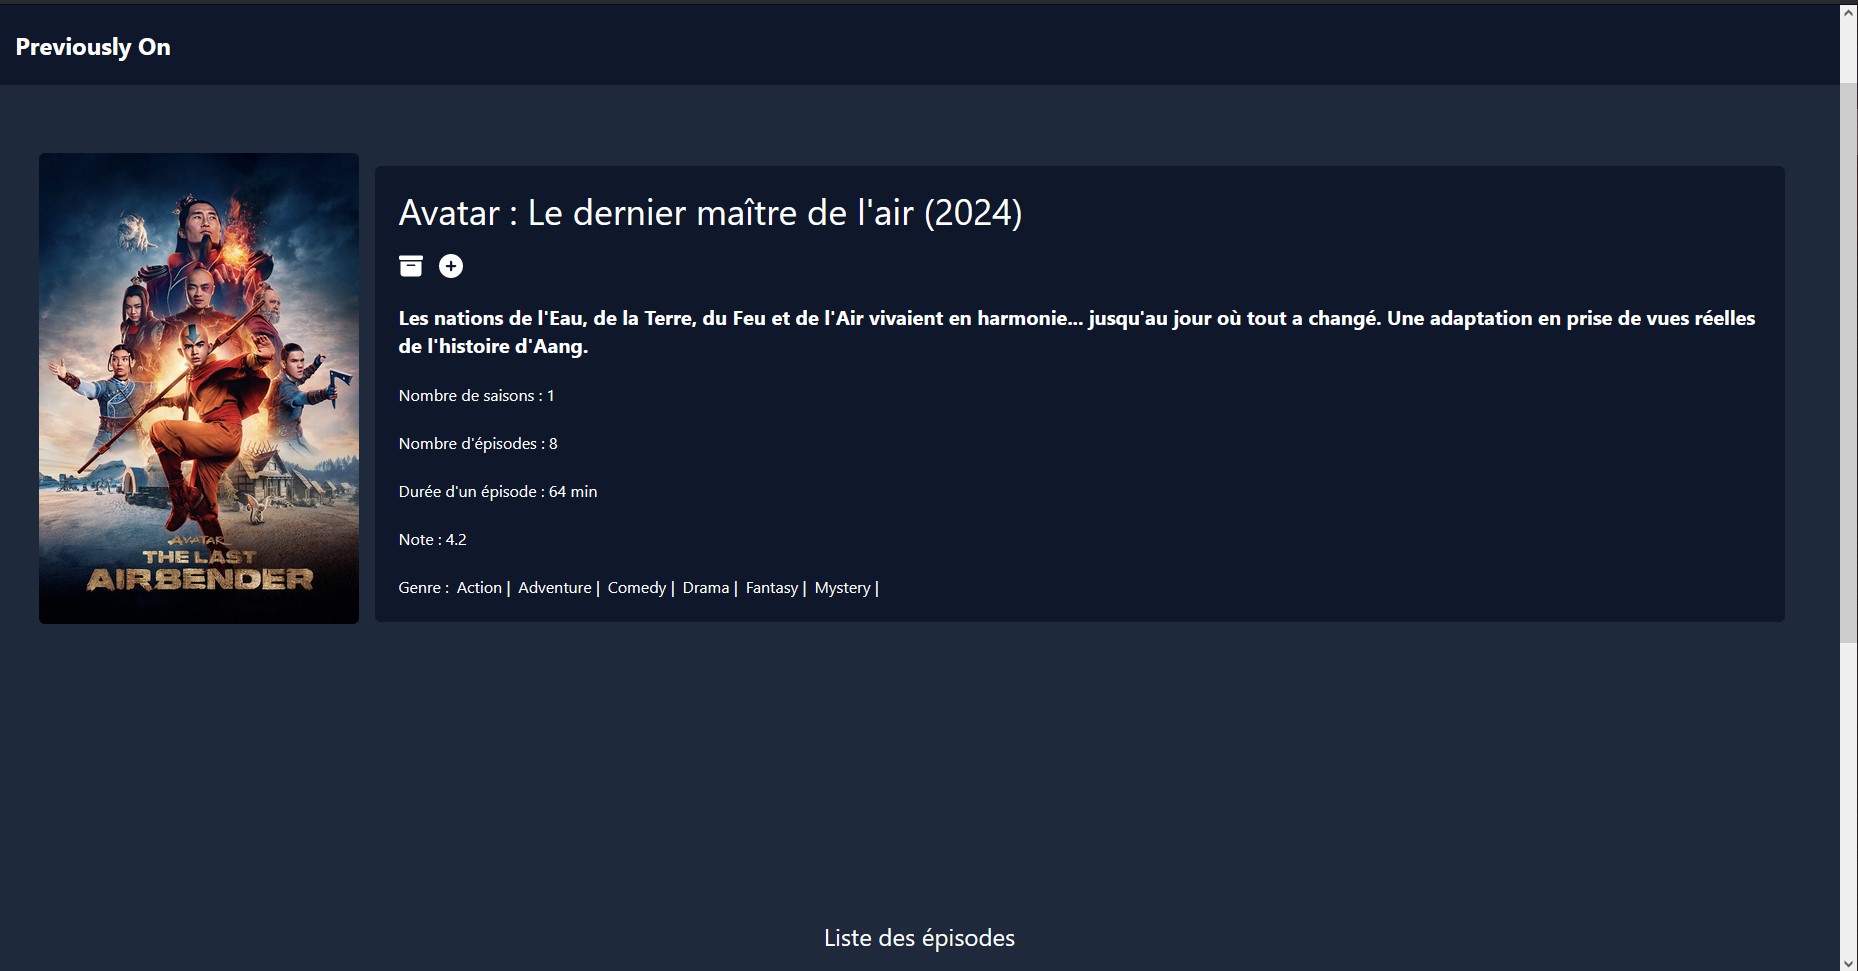 Previously On
Avatar : Le dernier maître de l'air (2024)
Les nations de l'Eau, de la Terre, du Feu et de l'Air vivaient en harmonie... jusqu'au jour où tout a changé. Une adaptation en prise de vues réelles
de l'histoire d'Aang.
Nombre de saisons : 1
Nombre d'épisodes : 8
Durée d'un épisode : 64 min
Note : 4.2
Genre : Action | Adventure | Comedy | Drama | Fantasy | Mystery |
AVATAR
THE LAST
AIRBENDER
Liste des épisodes